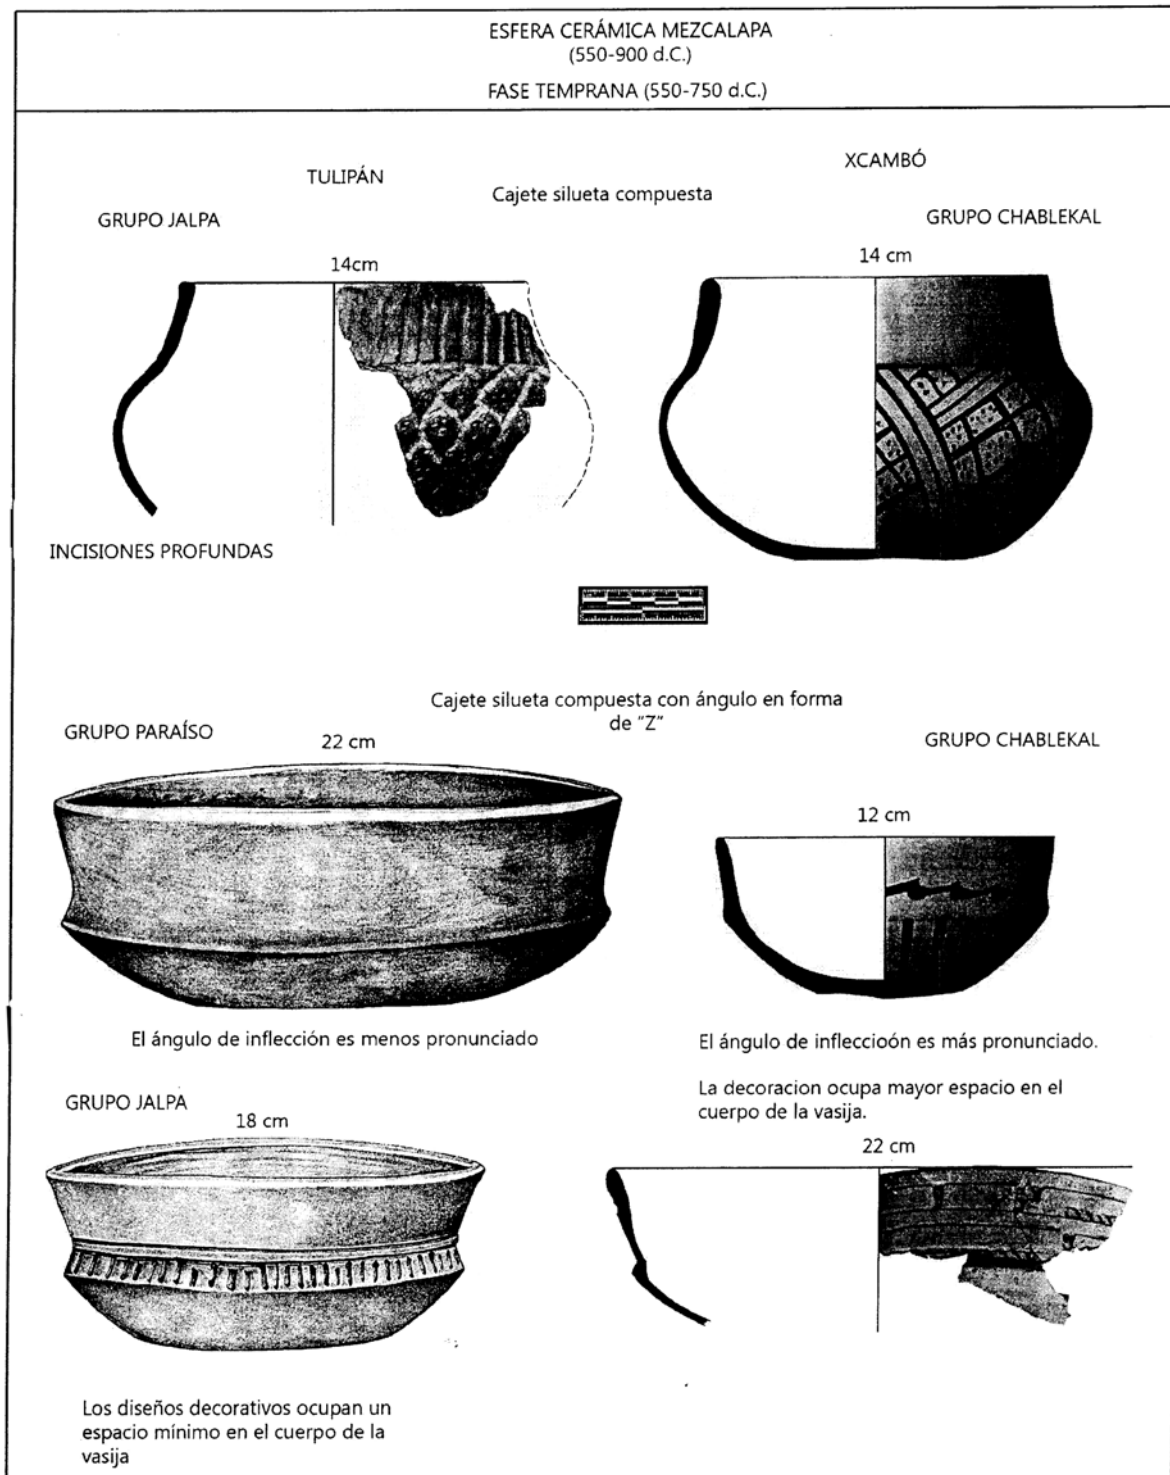 ESFERA CERÁMICA MEZCALAPA
(550-900 d.C.)
FASE TEMPRANA (550-750 d.C.)
TULIPÁN
XCAMBÓ
Cajete silueta compuesta
GRUPO JALPA
GRUPO CHABLEKAL
14cm
14 cm
INCISIONES PROFUNDAS
Cajete silueta compuesta con ángulo en forma
de "Z"
GRUPO PARAÍSO
22 cm
GRUPO CHABLEKAL
12 cm
El ángulo de inflección es menos pronunciado
El ángulo de infleccioón es más pronunciado.
La decoracion ocupa mayor espacio en el
cuerpo de la vasija.
GRUPO JALPA
18 cm
22 cm
Los diseños decorativos ocupan un
espacio mínimo en el cuerpo de la
vasija